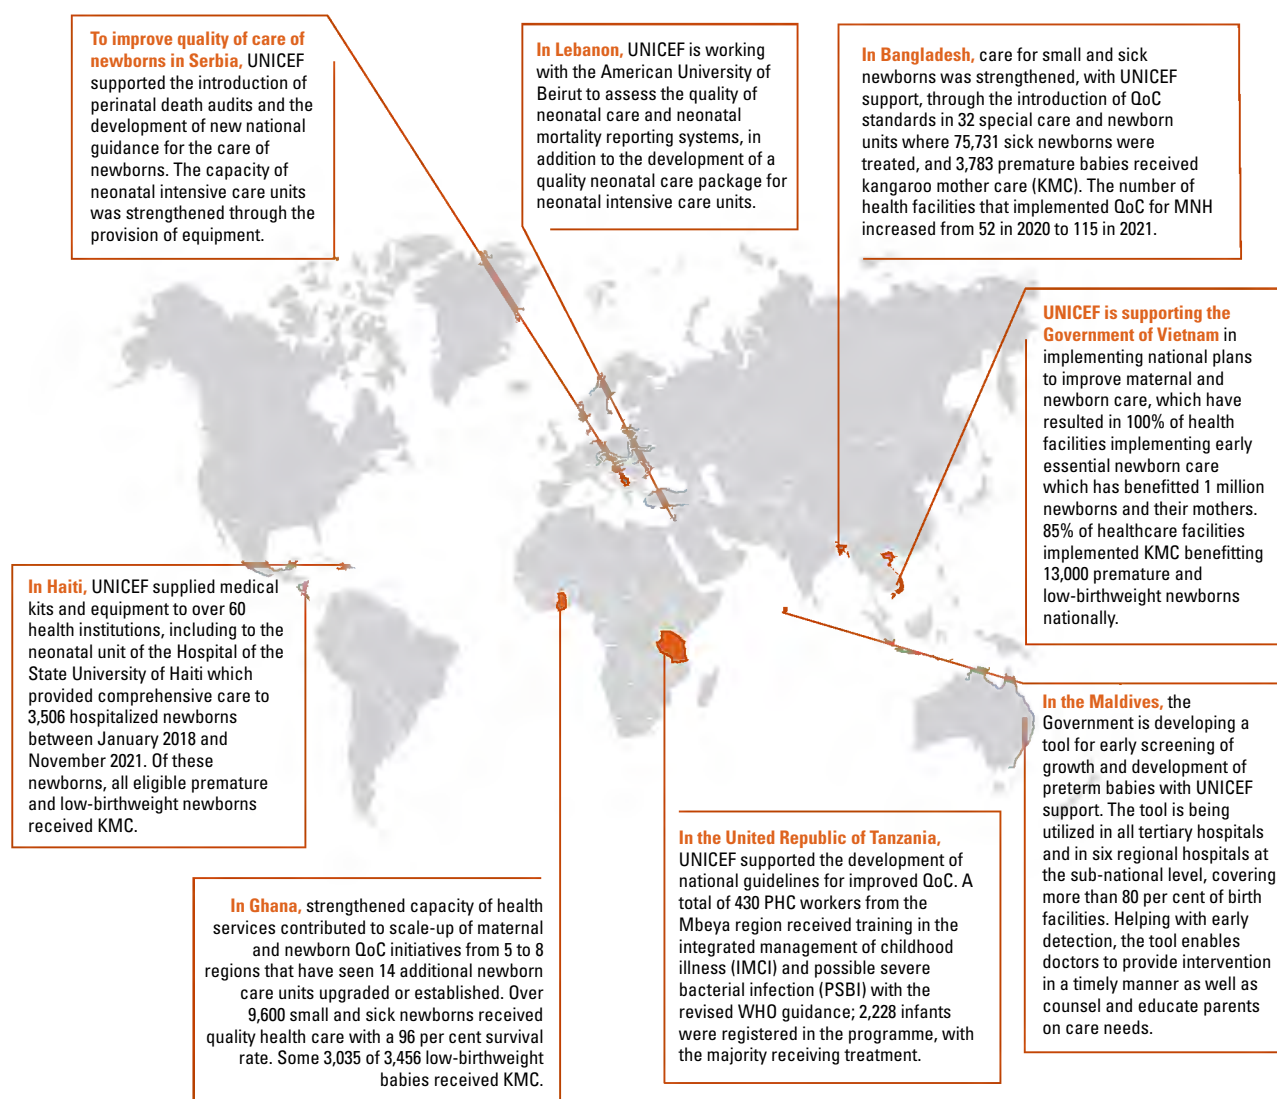 To improve quality of care of
newborns in Serbia, UNICEF
supported the introduction of
perinatal death audits and the
development of new national
guidance for the care of
newborns. The capacity of
neonatal intensive care units
was strengthened through the
provision of equipment.
In Lebanon, UNICEF is working
with the American University of
Beirut to assess the quality of
neonatal care and neonatal
mortality reporting systems, in
addition to the development of a
quality neonatal care package for
neonatal intensive care units.
In Bangladesh, care for small and sick
newborns was strengthened, with UNICEF
support, through the introduction of QoC
standards in 32 special care and newborn
units where 75,731 sick newborns were
treated, and 3,783 premature babies received
kangaroo mother care (KMC). The number of
health facilities that implemented QoC for MNH
increased from 52 in 2020 to 115 in 2021.
UNICEF is supporting the
Government of Vietnam in
implementing national plans
to improve maternal and
newborn care, which have
resulted in 100% of health
facilities implementing early
essential newborn care
which has benefitted 1 million
newborns and their mothers.
85% of healthcare facilities
implemented KMC benefitting
13,000 premature and
low-birthweight newborns
nationally.
In Haiti, UNICEF supplied medical
kits and equipment to over 60
health institutions, including to the
neonatal unit of the Hospital of the
State University of Haiti which
provided comprehensive care to
3,506 hospitalized newborns
between January 2018 and
November 2021. Of these
newborns, all eligible premature
and low-birthweight newborns
received KMC.
In the Maldives, the
Government is developing a
tool for early screening of
growth and development of
preterm babies with UNICEF
support. The tool is being
utilized in all tertiary hospitals
and in six regional hospitals at
the sub-national level, covering
more than 80 per cent of birth
facilities. Helping with early
detection, the tool enables
doctors to provide intervention
in a timely manner as well as
counsel and educate parents
on care needs.
In the United Republic of Tanzania,
UNICEF supported the development of
national guidelines for improved QoC. A
total of 430 PHC workers from the
Mbeya region received training in the
integrated management of childhood
illness (IMCI) and possible severe
bacterial infection (PSBI) with the
revised WHO guidance; 2,228 infants
were registered in the programme, with
the majority receiving treatment.
In Ghana, strengthened capacity of health
services contributed to scale-up of maternal
and newborn QoC initiatives from 5 to 8
regions that have seen 14 additional newborn
care units upgraded or established. Over
9,600 small and sick newborns received
quality health care with a 96 per cent survival
rate. Some 3,035 of 3,456 low-birthweight
babies received KMC.